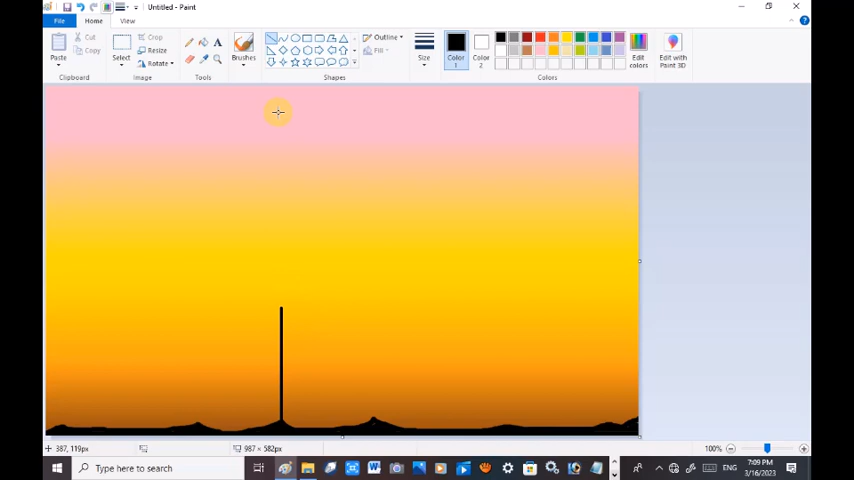 Untitled - Paint
File Home View
Cut
Copy
Paste
Clipboard
Crop
Resize
Rotate
Select
Image
A
Tools
Brushes
Outline
Fill
Shapes
Size
Color
1
Color
2
Colors
Edit
colors
Edit with
Paint 3D
387, 119px
987 × 582px
100%
Type here to search
ENG
7:09 PM
3/16/2023